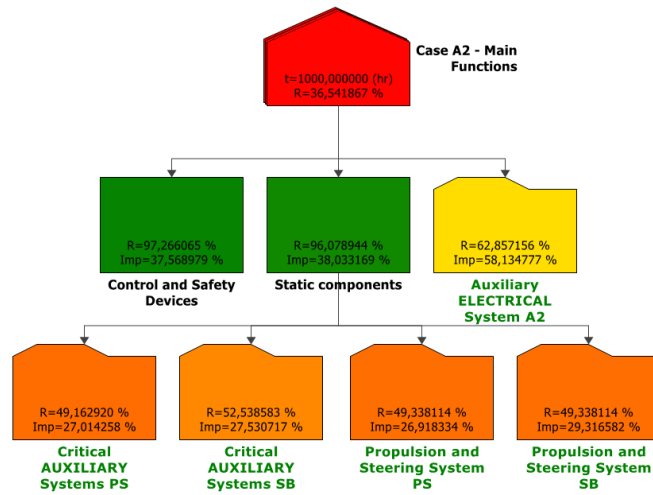 Case A2 - Main
Functions
t=1000,000000 (hr)
R=36,541867 %
R=97,266065 %
Imp=37,568979 %
Control and Safety
Devices
R=96,078944 %
Imp=38,033169 %
Static components
R=62,857156 %
Imp=58,134777 %
Auxiliary
ELECTRICAL
System A2
R=49,162920 %
Imp=27,014258 %
Critical
AUXILIARY
Systems PS
R=52,538583 %
Imp=27,530717 %
Critical
AUXILIARY
Systems SB
R=49,338114 %
Imp=26,918334 %
Propulsion and
Steering System
PS
R=49,338114 %
Imp=29,316582 %
Propulsion and
Steering System
SB